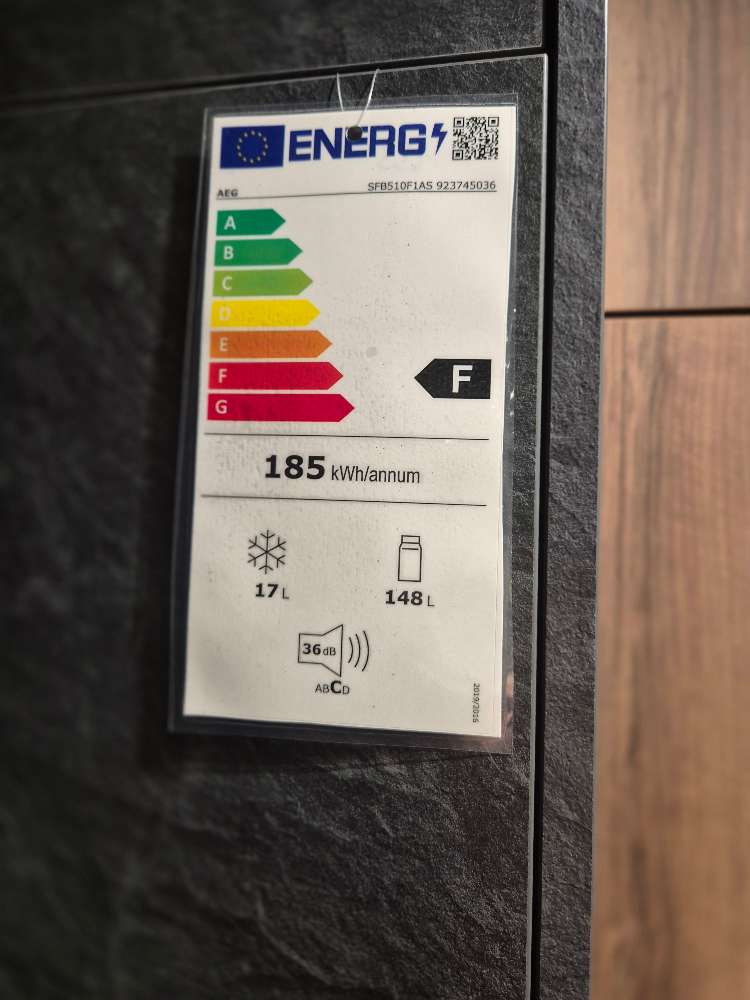 ENERG
AEG SFB510F1AS 923745036
A
B
C
D
E
F
F
G
185 kWh/annum
17 L 148 L
36 dB
ABCD
2019/2016